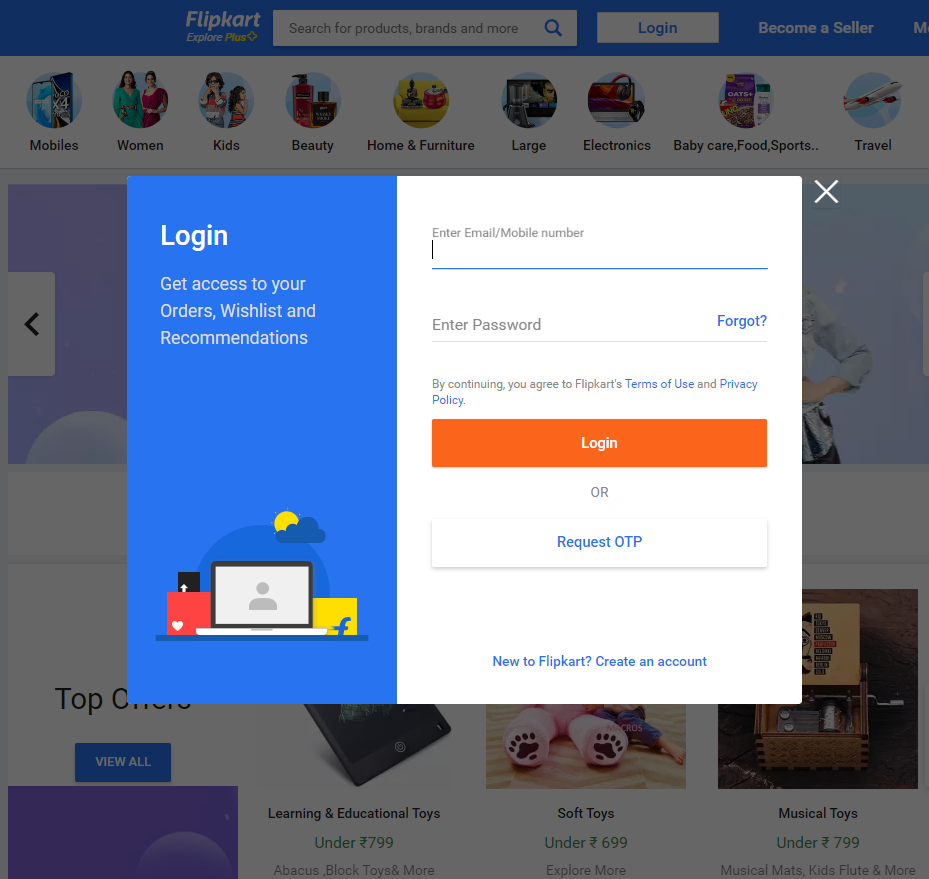 Flipkart
Explore Plus
Search for products, brands and more
Login
Become a Seller
Mobiles
Women
Kids
Beauty
Home & Furniture
Large
Electronics
Baby care,Food,Sports..
Travel
OATS+
Login
Get access to your
Orders, Wishlist and
Recommendations
Enter Email/Mobile number
Enter Password
Forgot?
By continuing, you agree to Flipkart's Terms of Use and Privacy
Policy.
Login
OR
Request OTP
New to Flipkart? Create an account
Top Offers
VIEW ALL
Learning & Educational Toys
Under ₹799
Abacus ,Block Toys& More
Soft Toys
Under ₹ 699
Explore More
Musical Toys
Under ₹ 799
Musical Mats, Kids Flute & More